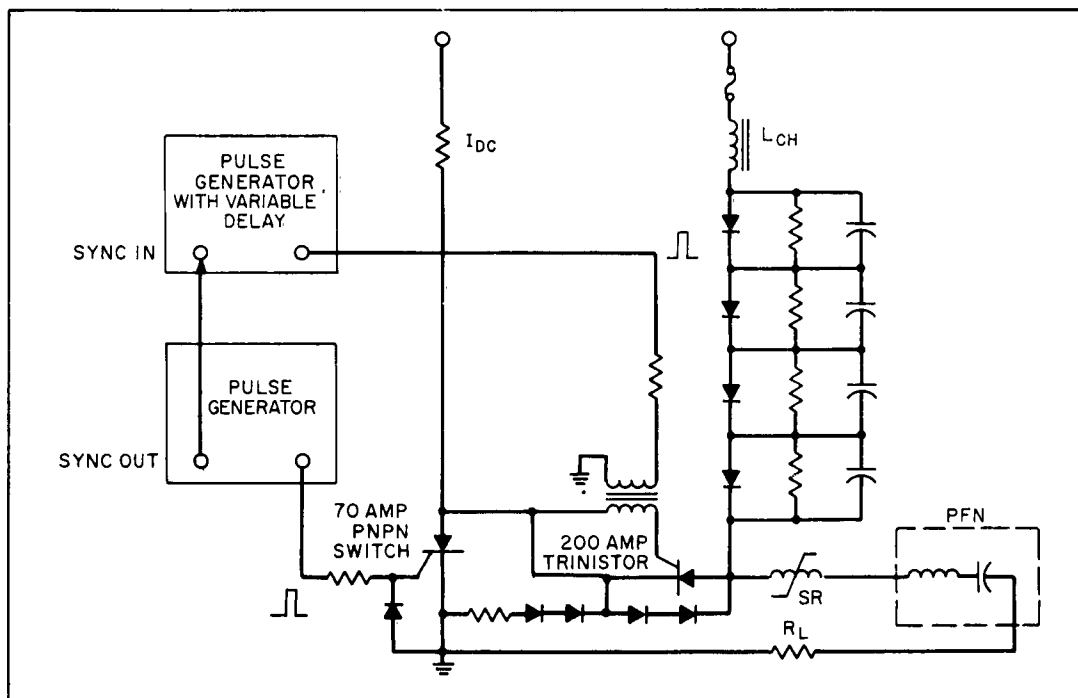 I_DC
L_CH
PULSE
GENERATOR
WITH VARIABLE
DELAY
SYNC IN
PULSE
GENERATOR
SYNC OUT
70 AMP
PNPN
SWITCH
200 AMP
TRINISTOR
PFN
SR
R_L